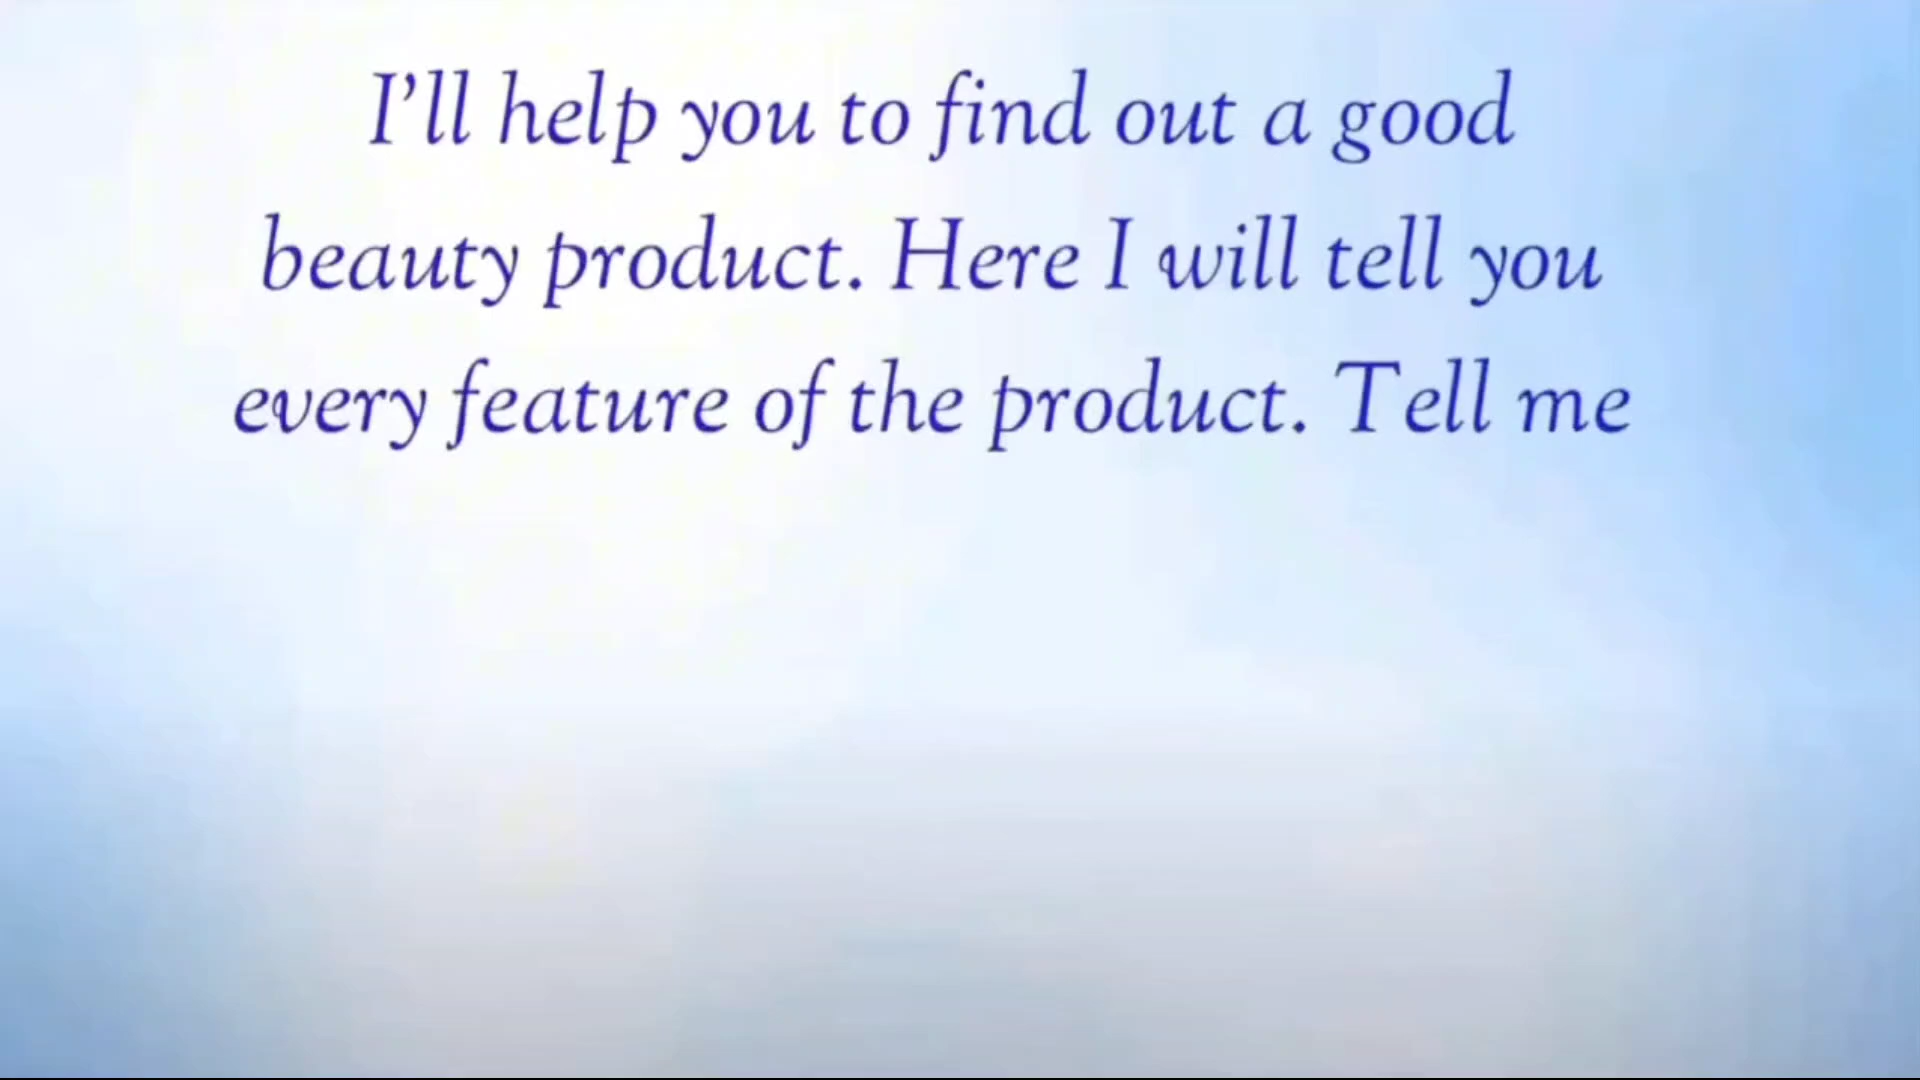 I’ll help you to find out a good
beauty product. Here I will tell you
every feature of the product. Tell me